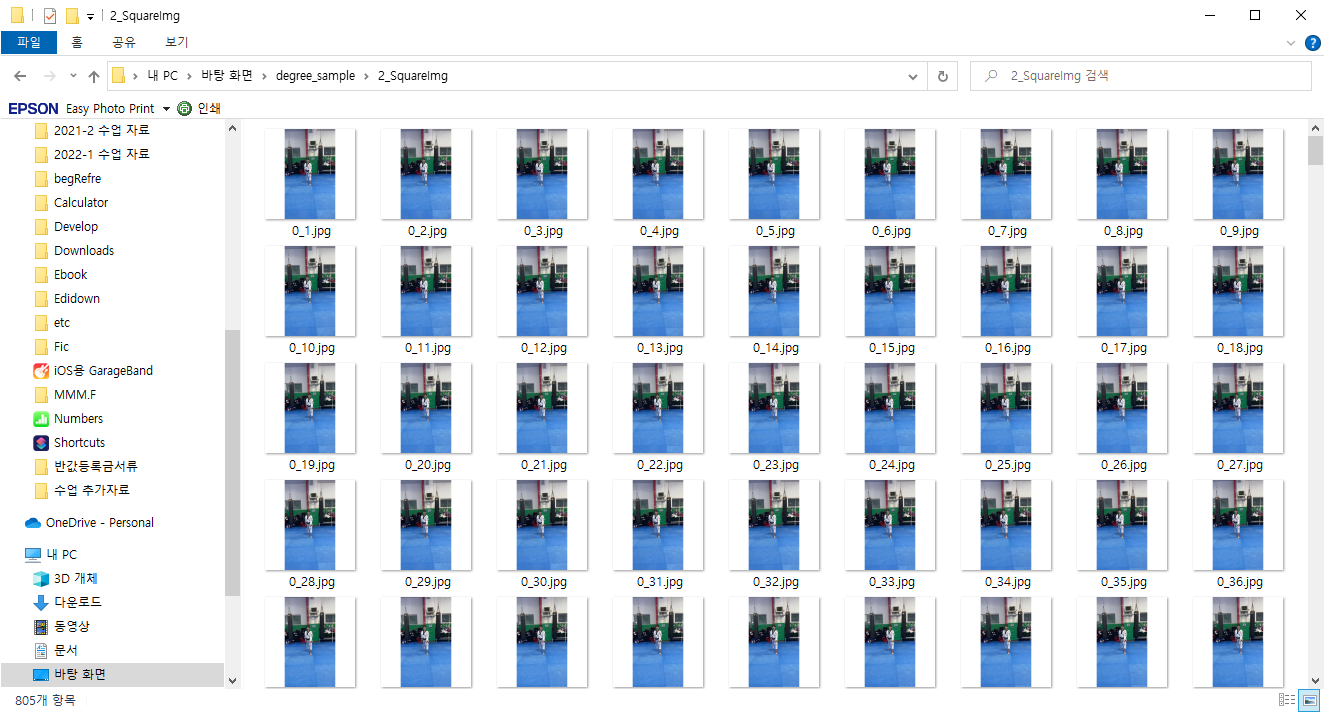 2_SquareImg
파일 홈 공유 보기
내 PC 바탕 화면 degree_sample 2_SquareImg
2_SquareImg 검색
EPSON Easy Photo Print 인쇄
2021-2 수업 자료
2022-1 수업 자료
begRefre
Calculator
Develop
Downloads
Ebook
Edidown
etc
Fic
iOS용 GarageBand
MMM.F
Numbers
Shortcuts
반값등록금서류
수업 추가자료
OneDrive - Personal
내 PC
3D 개체
다운로드
동영상
문서
바탕 화면
0_1.jpg 0_2.jpg 0_3.jpg 0_4.jpg 0_5.jpg 0_6.jpg 0_7.jpg 0_8.jpg 0_9.jpg
0_10.jpg 0_11.jpg 0_12.jpg 0_13.jpg 0_14.jpg 0_15.jpg 0_16.jpg 0_17.jpg 0_18.jpg
0_19.jpg 0_20.jpg 0_21.jpg 0_22.jpg 0_23.jpg 0_24.jpg 0_25.jpg 0_26.jpg 0_27.jpg
0_28.jpg 0_29.jpg 0_30.jpg 0_31.jpg 0_32.jpg 0_33.jpg 0_34.jpg 0_35.jpg 0_36.jpg
805개 항목